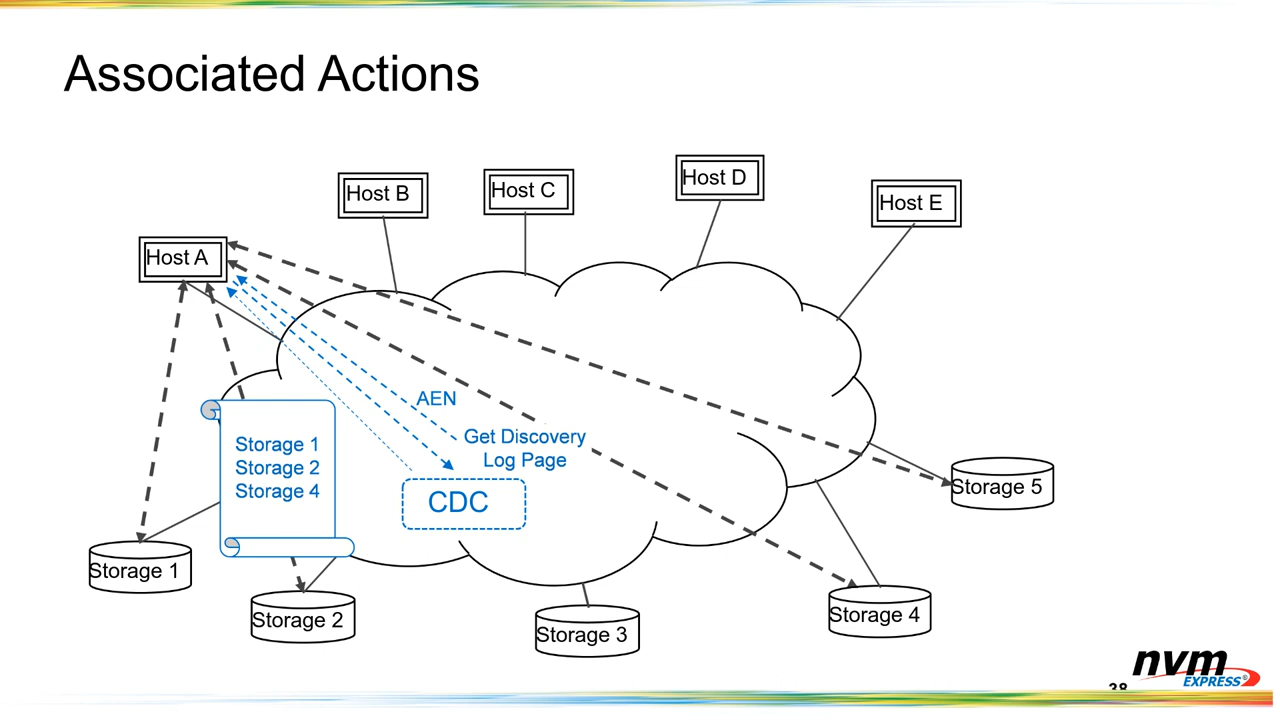 Associated Actions
Host B
Host C
Host D
Host E
Host A
AEN
Get Discovery
Log Page
Storage 1
Storage 2
Storage 4
CDC
Storage 5
Storage 1
Storage 2
Storage 3
Storage 4
nvm
EXPRESS®
38